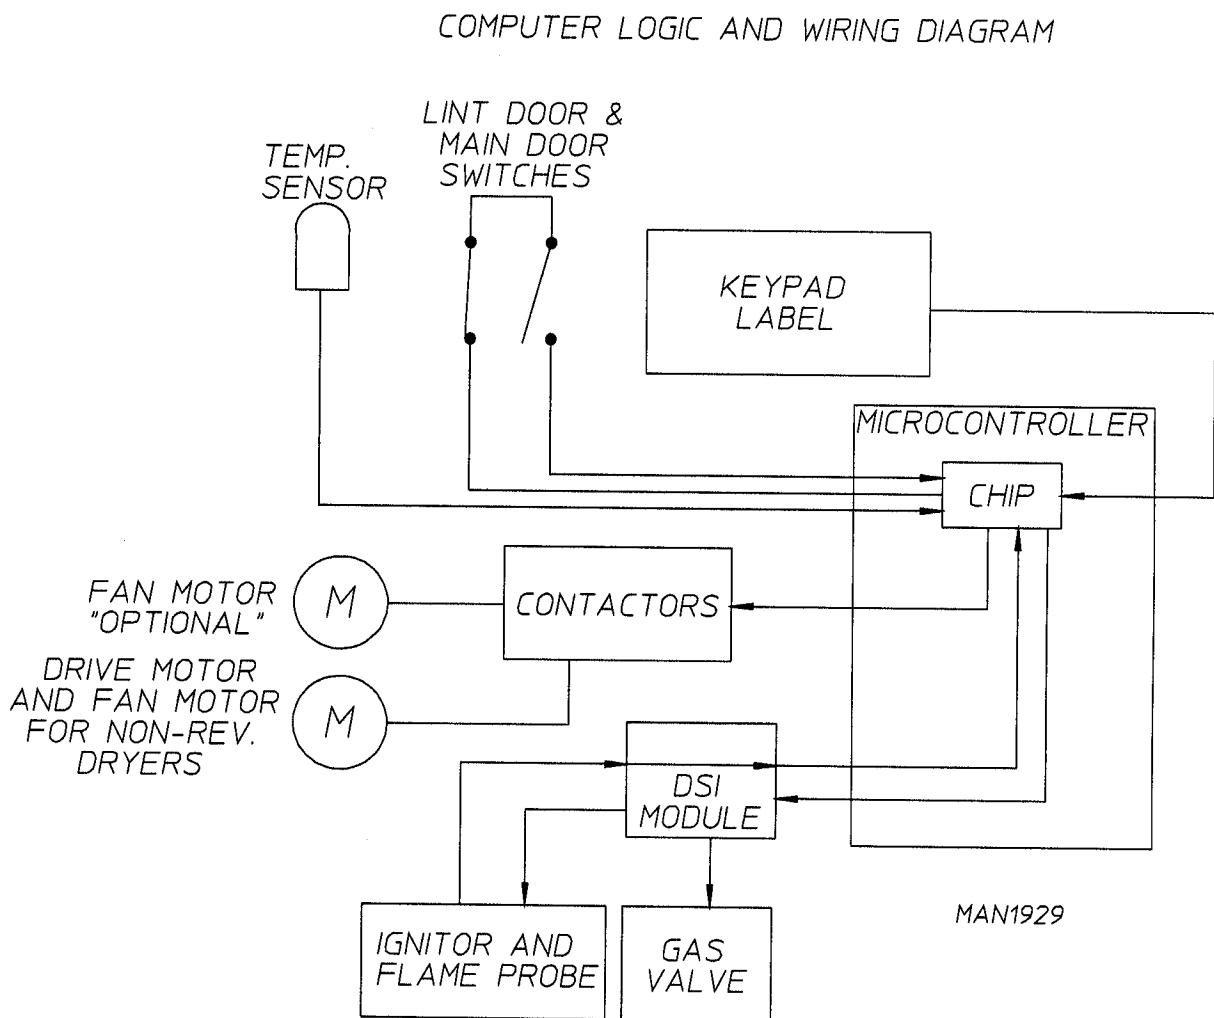 COMPUTER LOGIC AND WIRING DIAGRAM
LINT DOOR &
MAIN DOOR
SWITCHES
TEMP.
SENSOR
KEYPAD
LABEL
MICROCONTROLLER
CHIP
FAN MOTOR
"OPTIONAL"
M
CONTACTORS
DRIVE MOTOR
AND FAN MOTOR
FOR NON-REV.
DRYERS
M
DSI
MODULE
IGNITOR AND
FLAME PROBE
GAS
VALVE
MAN1929